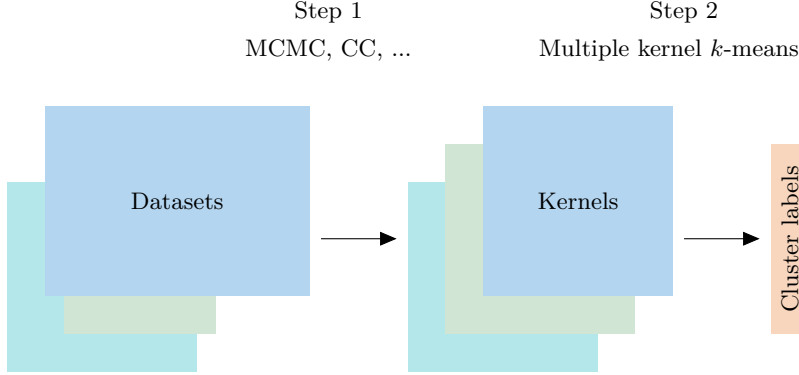 Step 1
Step 2
MCMC, CC, ...
Multiple kernel k-means
Datasets
Kernels
Cluster labels